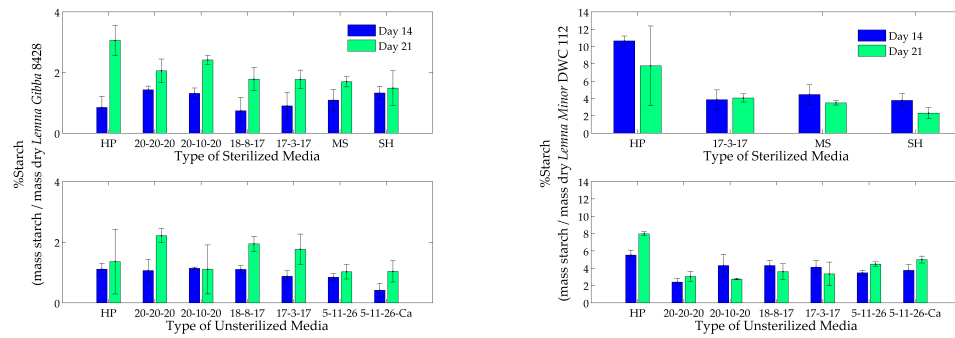 %Starch
(mass starch / mass dry Lemna Gibba 8428
4
2
0
Day 14
Day 21
HP 20-20-20 20-10-20 18-8-17 17-3-17 MS SH
Type of Sterilized Media
4
2
0
HP 20-20-20 20-10-20 18-8-17 17-3-17 5-11-26 5-11-26-Ca
Type of Unsterilized Media
%Starch
(mass starch / mass dry Lemma Minor DWC 112
14
12
10
8
6
4
2
0
Day 14
Day 21
HP 17-3-17 MS SH
Type of Sterilized Media
14
12
10
8
6
4
2
0
HP 20-20-20 20-10-20 18-8-17 17-3-17 5-11-26 5-11-26-Ca
Type of Unsterilized Media